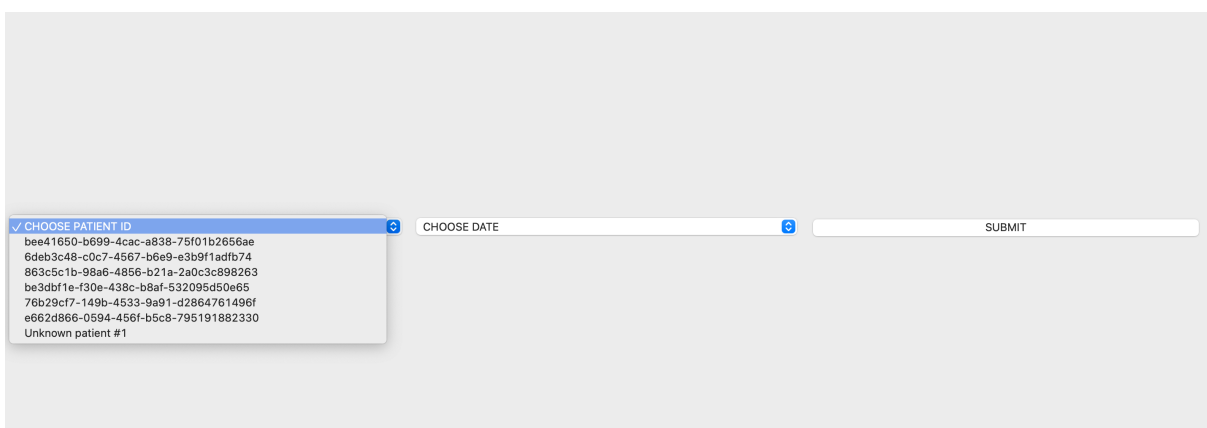 ✓ CHOOSE PATIENT ID
CHOOSE DATE
SUBMIT
bee41650-b699-4cac-a838-75f01b2656ae
6deb3c48-c0c7-4567-b6e9-e3b9f1adfb74
863c5c1b-98a6-4856-b21a-2a0c3c898263
be3dbf1e-f30e-438c-b8af-532095d50e65
76b29cf7-149b-4533-9a91-d2864761496f
e662d866-0594-456f-b5c8-795191882330
Unknown patient #1